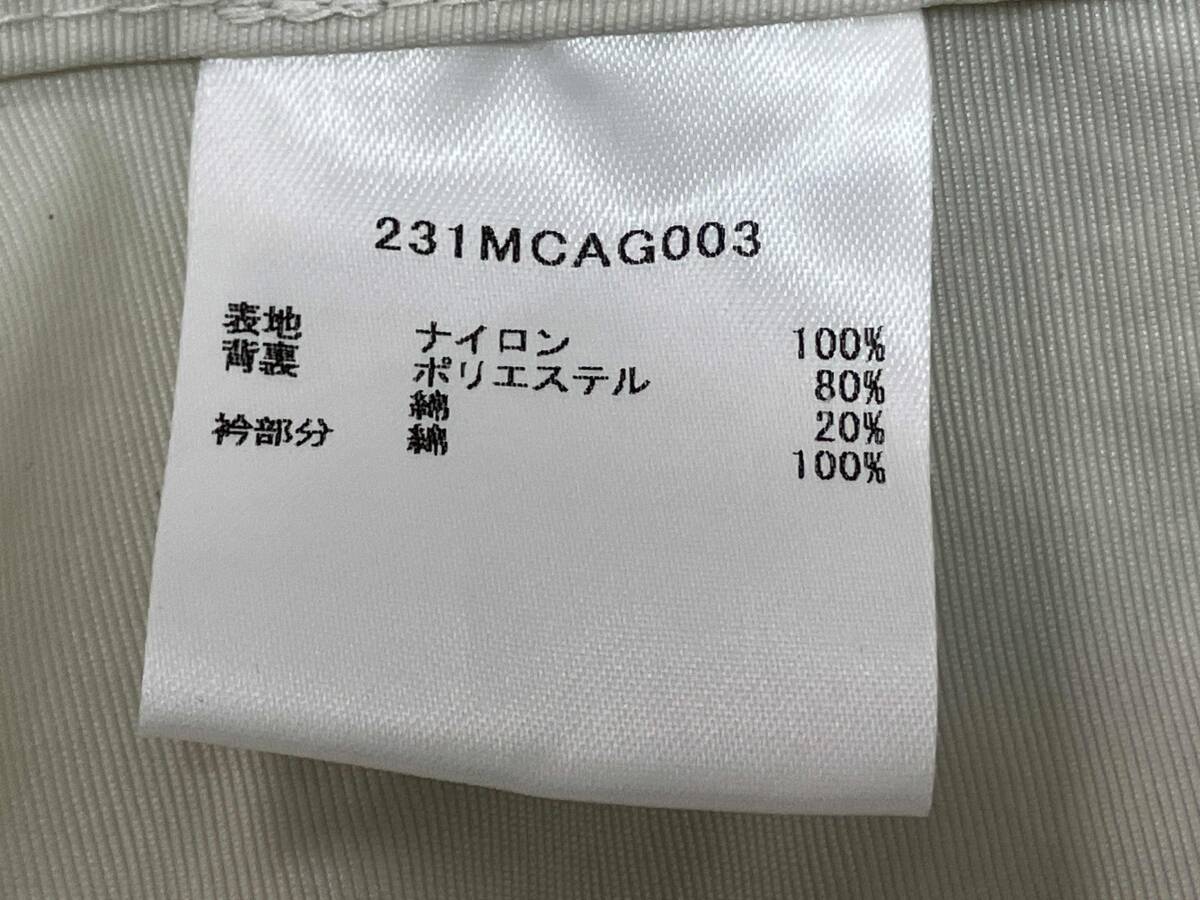 231MCAG003
表地 ナイロン 100%
背裏 ポリエステル 80%
綿 20%
衿部分 綿 100%